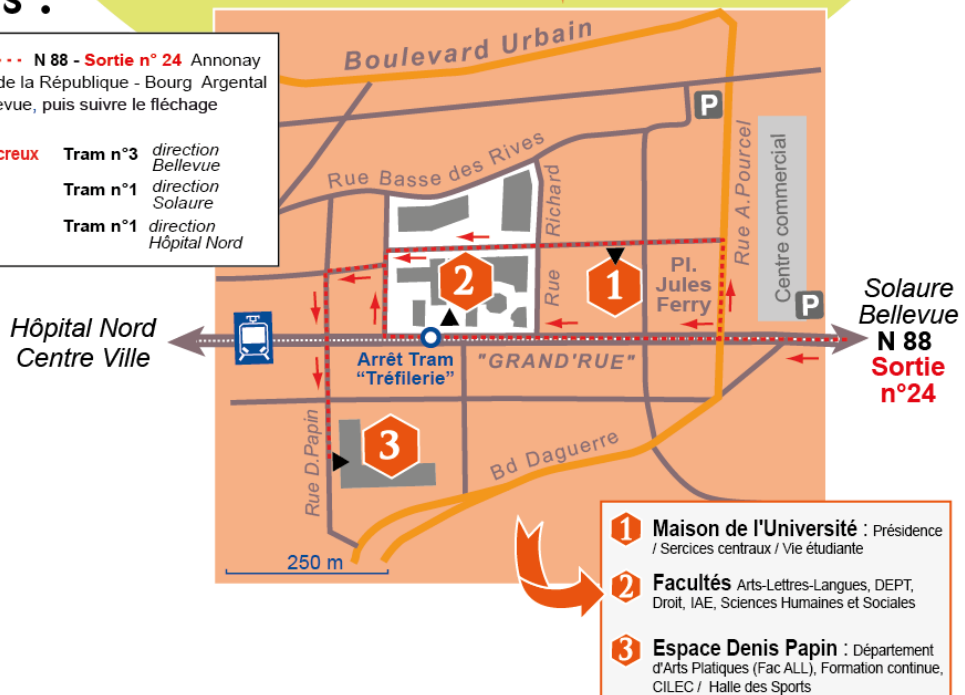 s :
N 88 - Sortie n° 24 Annonay
de la République - Bourg Argental
evue, puis suivre le fléchage
creux Tram n°3 direction
Bellevue
Tram n°1 direction
Solaure
Tram n°1 direction
Hôpital Nord
Boulevard Urbain
P
Rue Basse des Rives
Rue Richard
Rue A.Pourcel
Centre commercial
P
1
2
Pl.
Jules
Ferry
Hôpital Nord
Centre Ville
Solaure
Bellevue
N 88
Sortie
n°24
Arrêt Tram
“Tréfilerie”
"GRAND'RUE"
Rue D.Papin
3
Bd Daguerre
250 m
1 Maison de l'Université : Présidence
/ Sercices centraux / Vie étudiante
2 Facultés Arts-Lettres-Langues, DEPT,
Droit, IAE, Sciences Humaines et Sociales
3 Espace Denis Papin : Département
d'Arts Platiques (Fac ALL), Formation continue,
CILEC / Halle des Sports